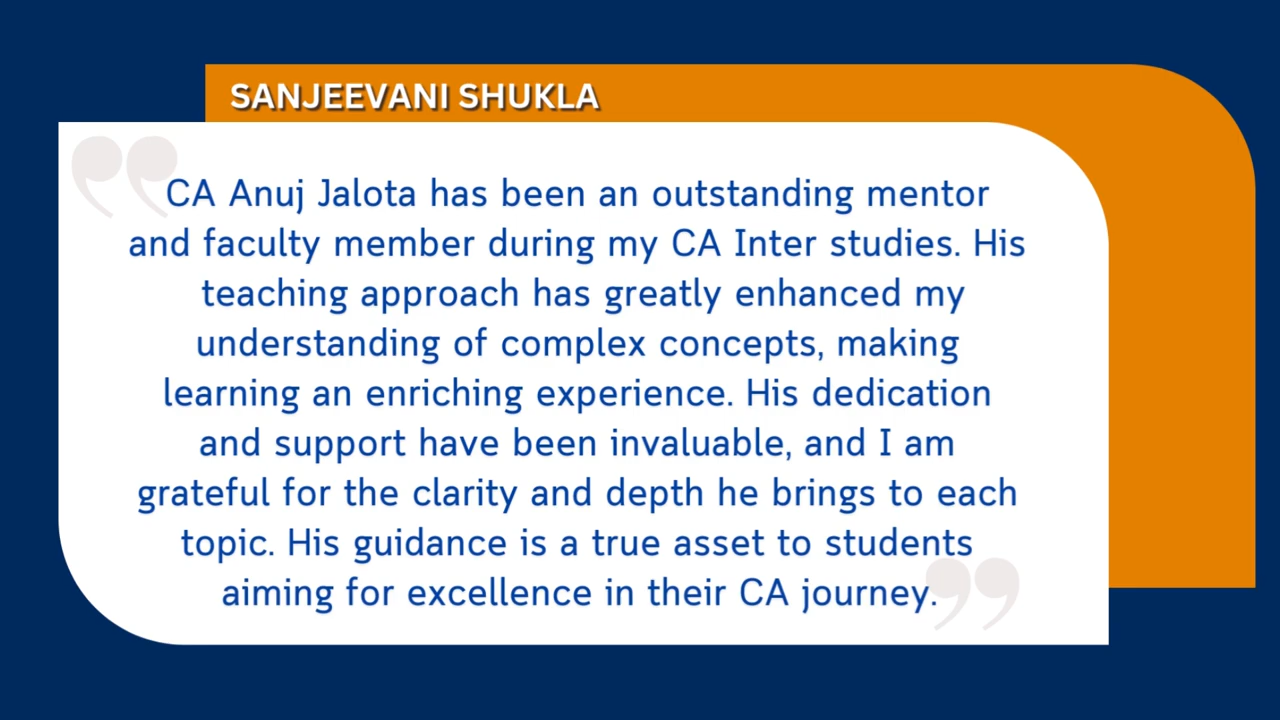 SANJEEVANI SHUKLA
CA Anuj Jalota has been an outstanding mentor
and faculty member during my CA Inter studies. His
teaching approach has greatly enhanced my
understanding of complex concepts, making
learning an enriching experience. His dedication
and support have been invaluable, and I am
grateful for the clarity and depth he brings to each
topic. His guidance is a true asset to students
aiming for excellence in their CA journey.